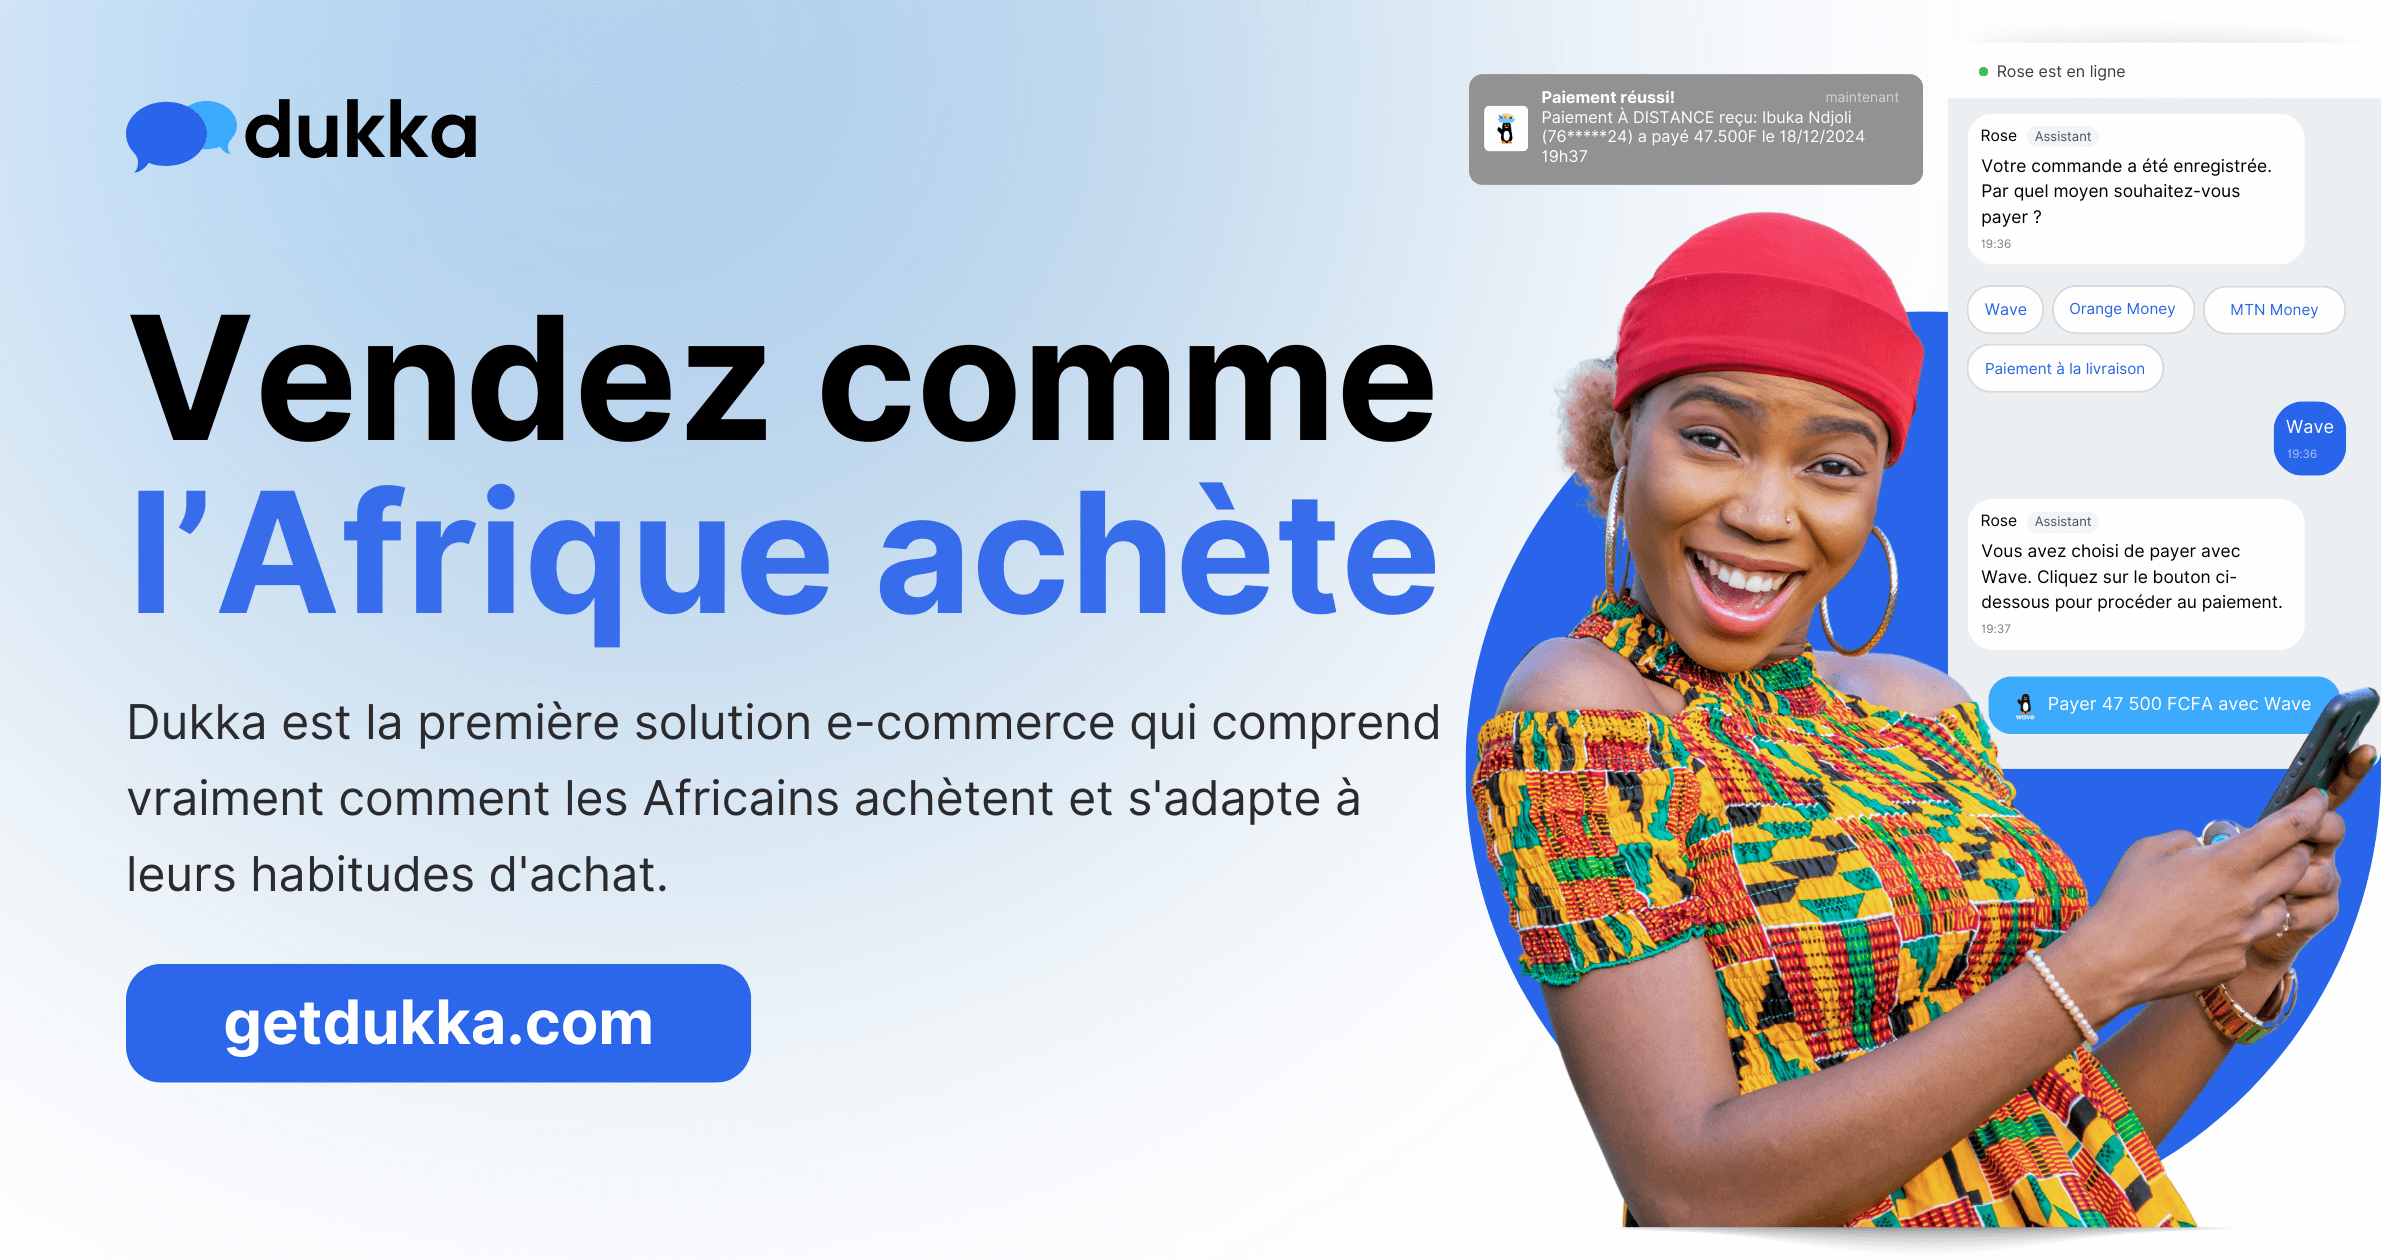 dukka
Vendez comme
l’Afrique achète
Dukka est la première solution e-commerce qui comprend
vraiment comment les Africains achètent et s'adapte à
leurs habitudes d'achat.
getdukka.com
Paiement réussi! maintenant
Paiement À DISTANCE reçu: Ibuka Ndjoli
(76*****24) a payé 47.500F le 18/12/2024
19h37
Rose est en ligne
Rose Assistant
Votre commande a été enregistrée.
Par quel moyen souhaitez-vous
payer ?
19:36
Wave Orange Money MTN Money
Paiement à la livraison
Wave
19:36
Rose Assistant
Vous avez choisi de payer avec
Wave. Cliquez sur le bouton ci-
dessous pour procéder au paiement.
19:37
wave Payer 47 500 FCFA avec Wave